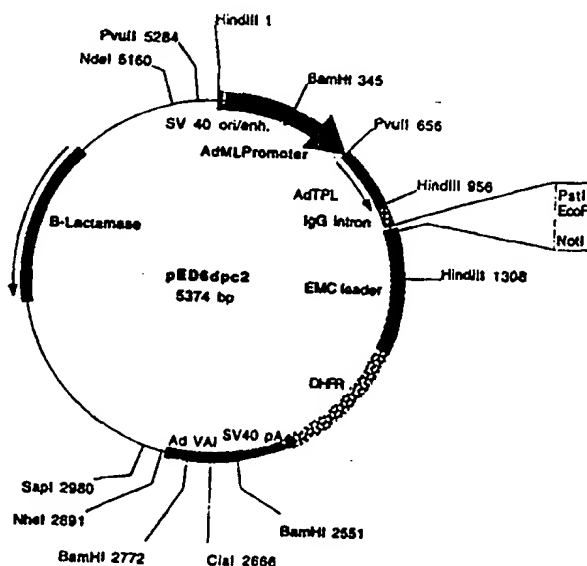 HindIII 1
PvuII 5284
NdeI 5160
BamHI 345
SV 40 ori/enh.
PvuII 656
AdMLPromoter
HindIII 956
AdTPL
PstI
IgG Intron
EcoR
B-Lactamase
NotI
pED6dpc2
5374 bp
EMC leader
HindIII 1308
DHFR
Ad VAI
SV40 pA
SapI 2980
NheI 2891
BamHI 2551
BamHI 2772
ClaI 2666